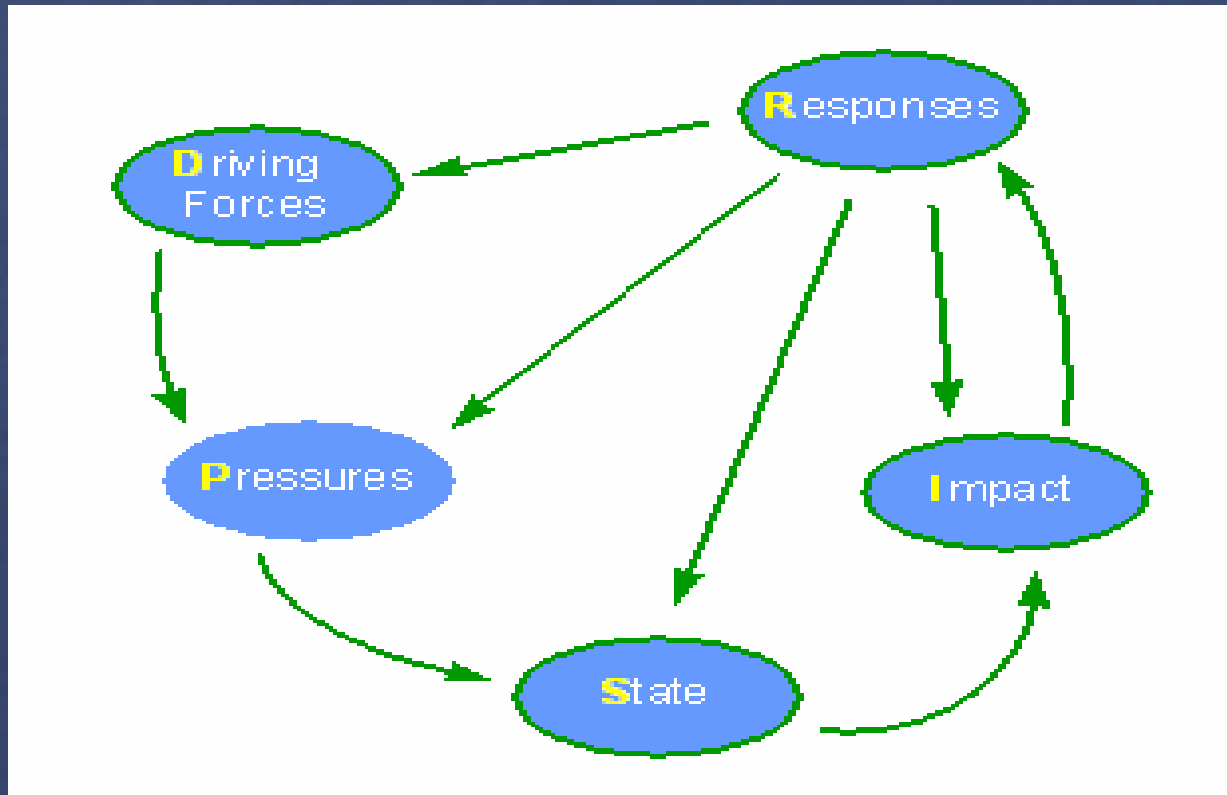 Responses
Driving
Forces
Pressures
Impact
State